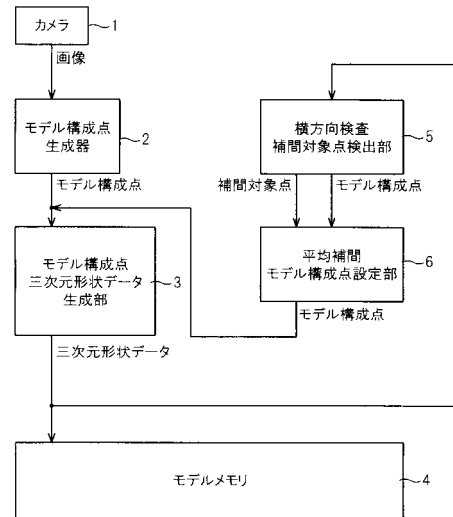 カメラ
1
画像
モデル構成点
生成器
2
モデル構成点
モデル構成点
三次元形状データ
生成部
3
三次元形状データ
横方向検査
補間対象点検出部
5
補間対象点
モデル構成点
平均補間
モデル構成点設定部
6
モデル構成点
モデルメモリ
4